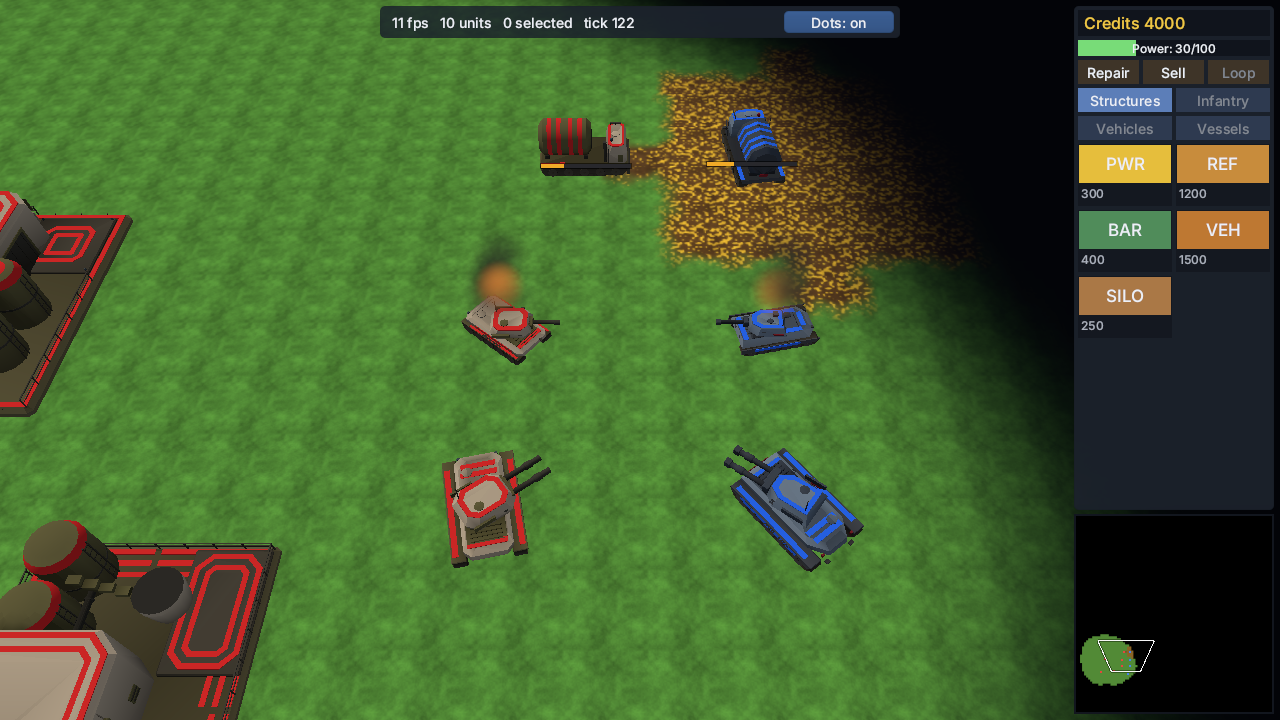 11 fps 10 units 0 selected tick 122 Dots: on
Credits 4000
Power: 30/100
Repair Sell Loop
Structures Infantry
Vehicles Vessels
PWR REF
300 1200
BAR VEH
400 1500
SILO
250